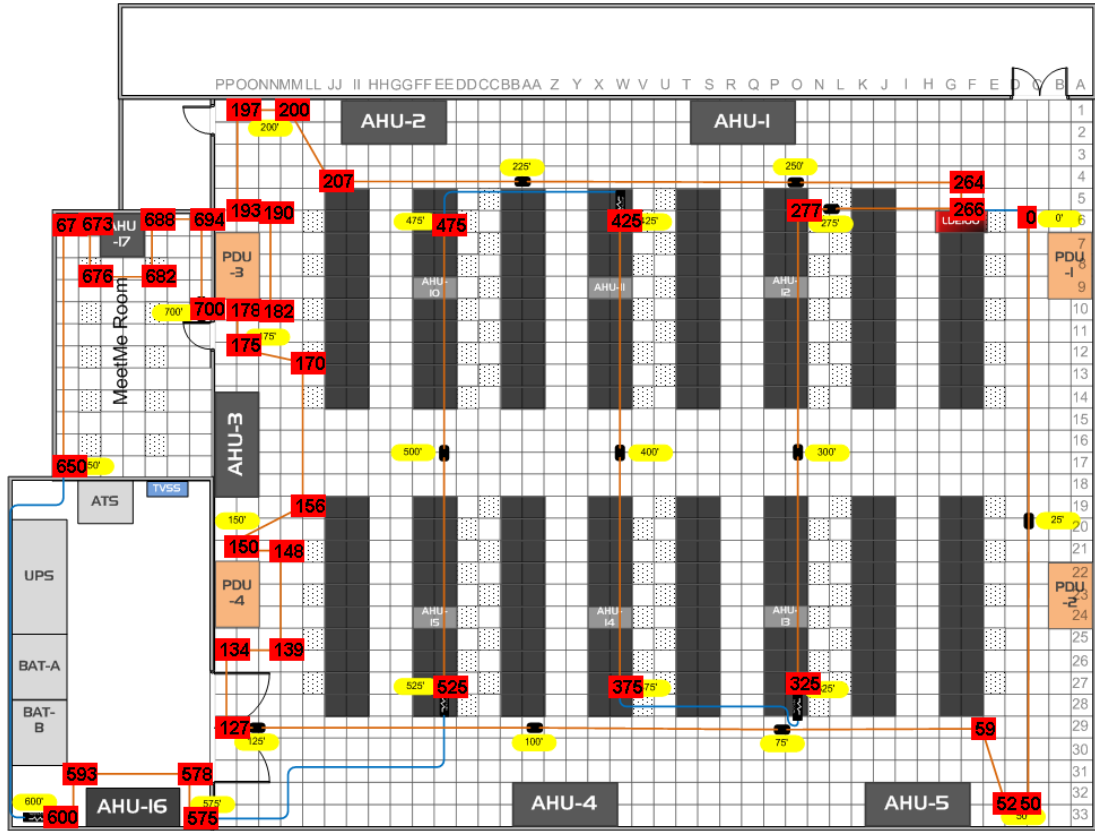 PPOONNMMLL JJ II HHGGFFEEDDCCBBAA Z Y X W V U T S R Q P O N L K J I H G F E D C B A
197 200 AHU-2 AHU-1 1
200' 2
3
207 225' 250' 264 4
193 190 475' 475 425 277 275' 266 0 0' 5
67 673 688 694 6
AHU
-17
PDU
-3
PDU
-1
7
8
9
676 682
AHU-
10
AHU-11
AHU-
12
700' 700 178 182 10
MeetMe Room
175 11
170 12
13
14
AHU-3 15
16
500' 400' 300' 17
650
18
ATS TVSS 156 19
150' 25' 20
150 148 21
UPS
PDU
-4
PDU
-2
22
23
24
AHU-
15
AHU-
14
AHU-
13
134 139 25
BAT-A 26
525' 525 375 325 27
BAT-
B
28
127 59 29
125' 100' 75' 30
593 578 31
600' AHU-16 575' AHU-4 AHU-5 32
600 575 52 50 33
50'